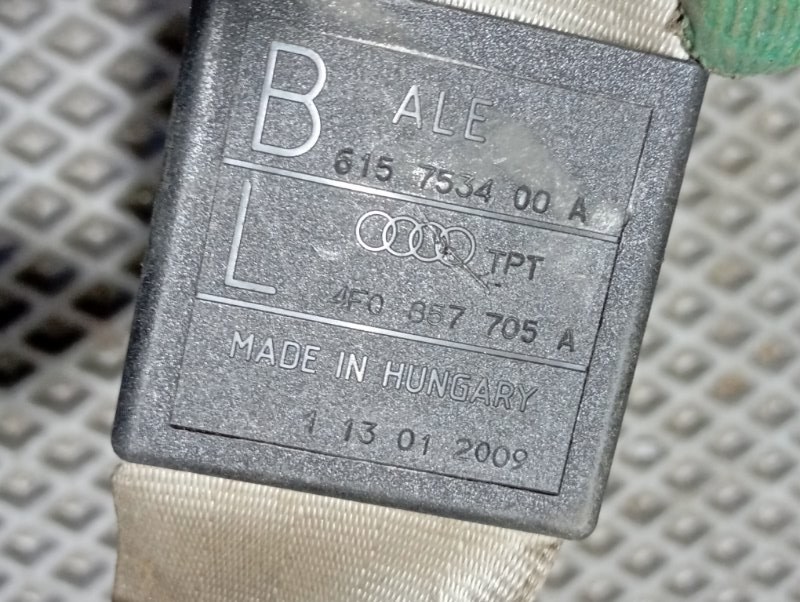 B ALE
615 7534 00 A
L TPT
4F0 857 705 A
MADE IN HUNGARY
1 13 01 2009